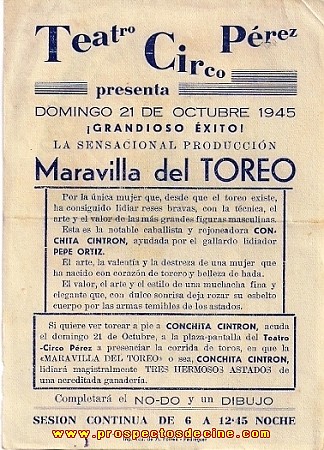 Teatro Circo Pérez
presenta
DOMINGO 21 DE OCTUBRE 1945
¡GRANDIOSO ÉXITO!
LA SENSACIONAL PRODUCCIÓN
Maravilla del TOREO
Por la única mujer que, desde que el toreo existe,
ha conseguido lidiar reses bravas, con la técnica, el
arte y el valor de las más grandes figuras masculinas.
Esta es la notable caballista y rojoneadora CON-
CHITA CINTRON, ayudada por el gallardo lidiador
PEPE ORTIZ.
El arte, la valentía y la destreza de una mujer que
ha nacido con corazón de torero y belleza de hada.
El valor, el arte y el estilo de una muchacha fina y
elegante que, con dulce sonrisa deja rozar su esbelto
cuerpo por las armas temibles de los astados.
Si quiere ver torear a pie a CONCHITA CINTRON, acuda
el domingo 21 de Octubre, a la plaza-pantalla del Teatro
-Circo Pérez a presenciar la corrida de toros, en que la
«MARAVILLA DEL TOREO» o sea, CONCHITA CINTRON,
lidiará magistralmente TRES HERMOSOS ASTADOS de
una acreditada ganadería.
Completará el NO-DO y un DIBUJO
SESION CONTINUA DE 6 A 12'45 NOCHE
www.prospectosdecine.com